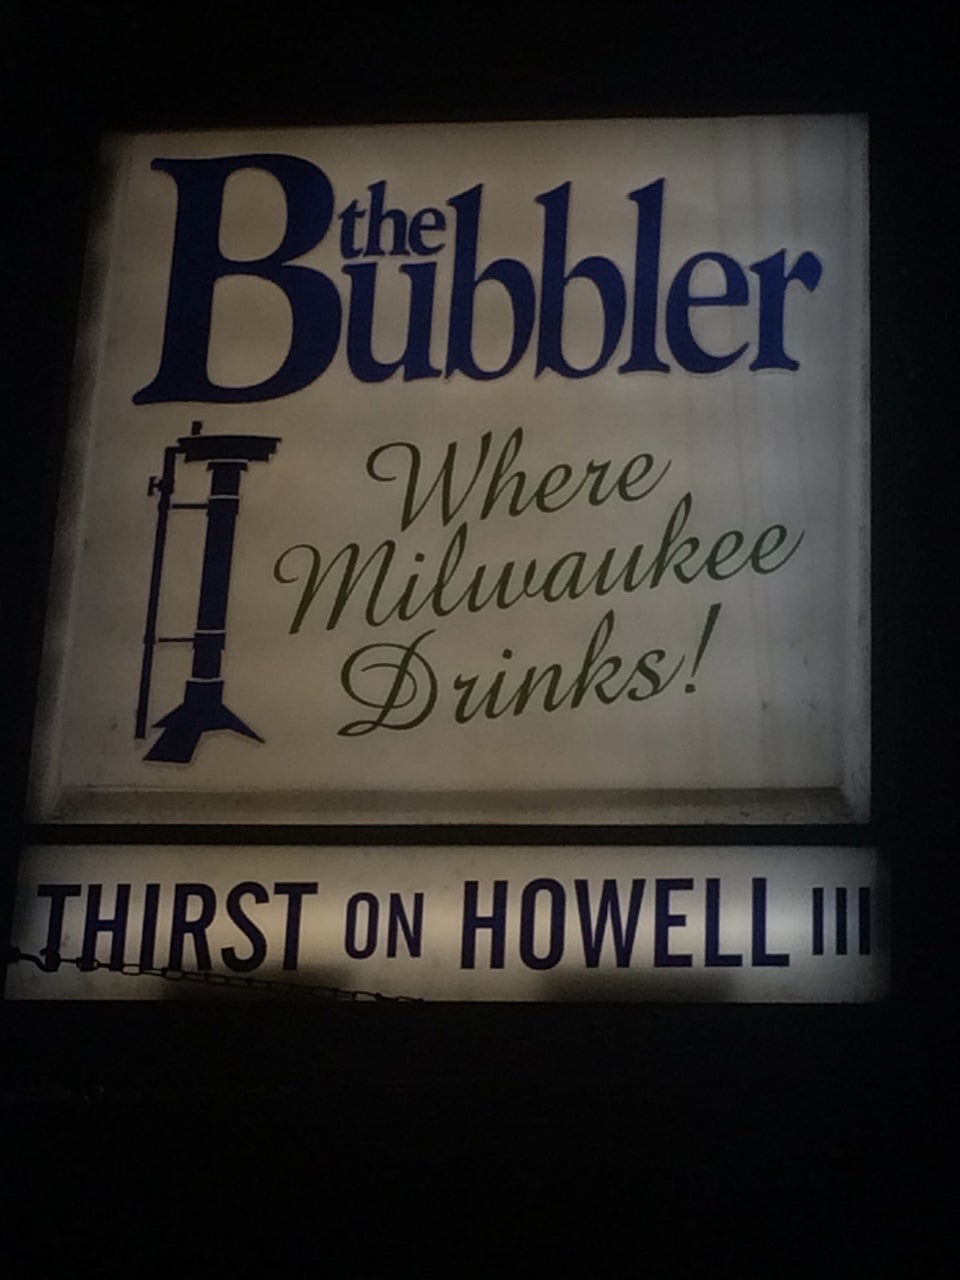 the
Bubbler
Where
Milwaukee
Drinks!
THIRST ON HOWELL III